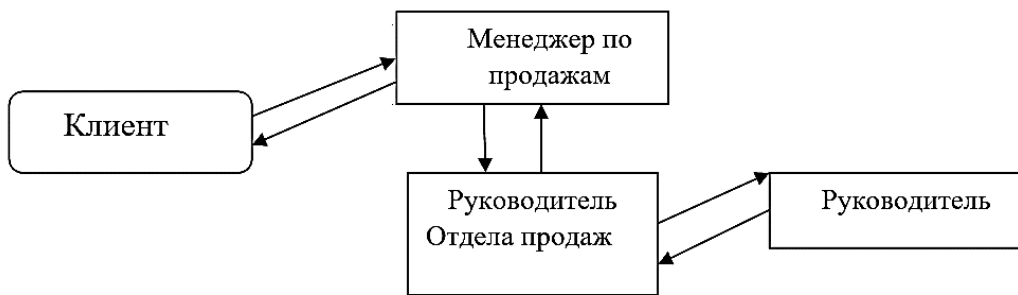 Менеджер по
продажам
Клиент
Руководитель
Отдела продаж
Руководитель